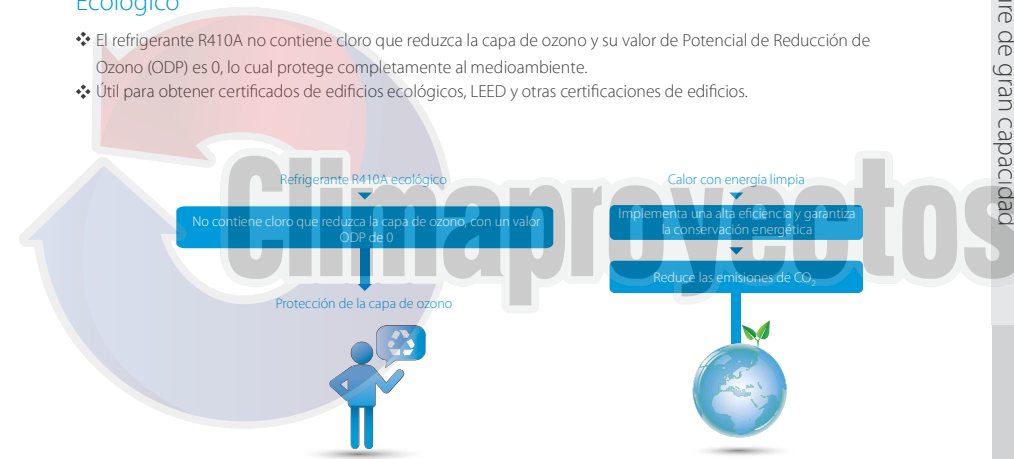 Ecológico
El refrigerante R410A no contiene cloro que reduzca la capa de ozono y su valor de Potencial de Reducción de
Ozono (ODP) es 0, lo cual protege completamente al medioambiente.
Útil para obtener certificados de edificios ecológicos, LEED y otras certificaciones de edificios.
Refrigerante R410A ecológico
No contiene cloro que reduzca la capa de ozono, con un valor
ODP de 0
Protección de la capa de ozono
Calor con energía limpia
Implementa una alta eficiencia y garantiza
la conservación energética
Reduce las emisiones de CO₂
Climaproyectos
de gran capacidad